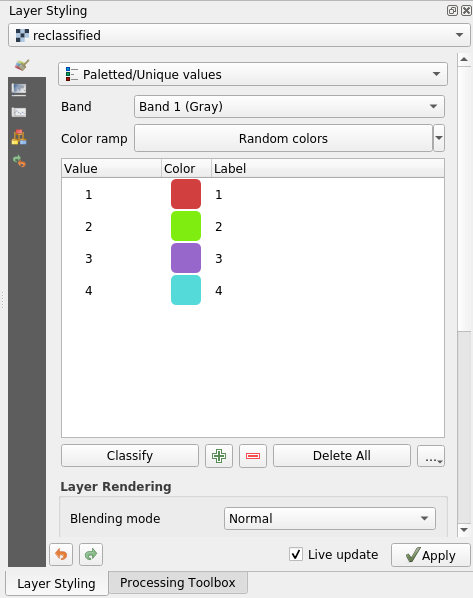 Layer Styling
reclassified
Paletted/Unique values
Band Band 1 (Gray)
Color ramp Random colors
Value Color Label
1 1
2 2
3 3
4 4
Classify Delete All ...
Layer Rendering
Blending mode Normal
Live update Apply
Layer Styling Processing Toolbox